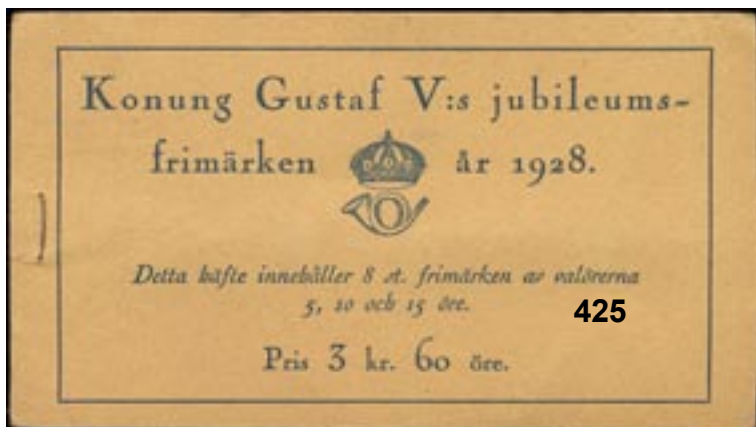 Konung Gustaf V:s jubileums-
frimärken år 1928.
Detta häfte innehåller 8 st. frimärken av valörerna
5, 10 och 15 öre.
425
Pris 3 kr. 60 öre.